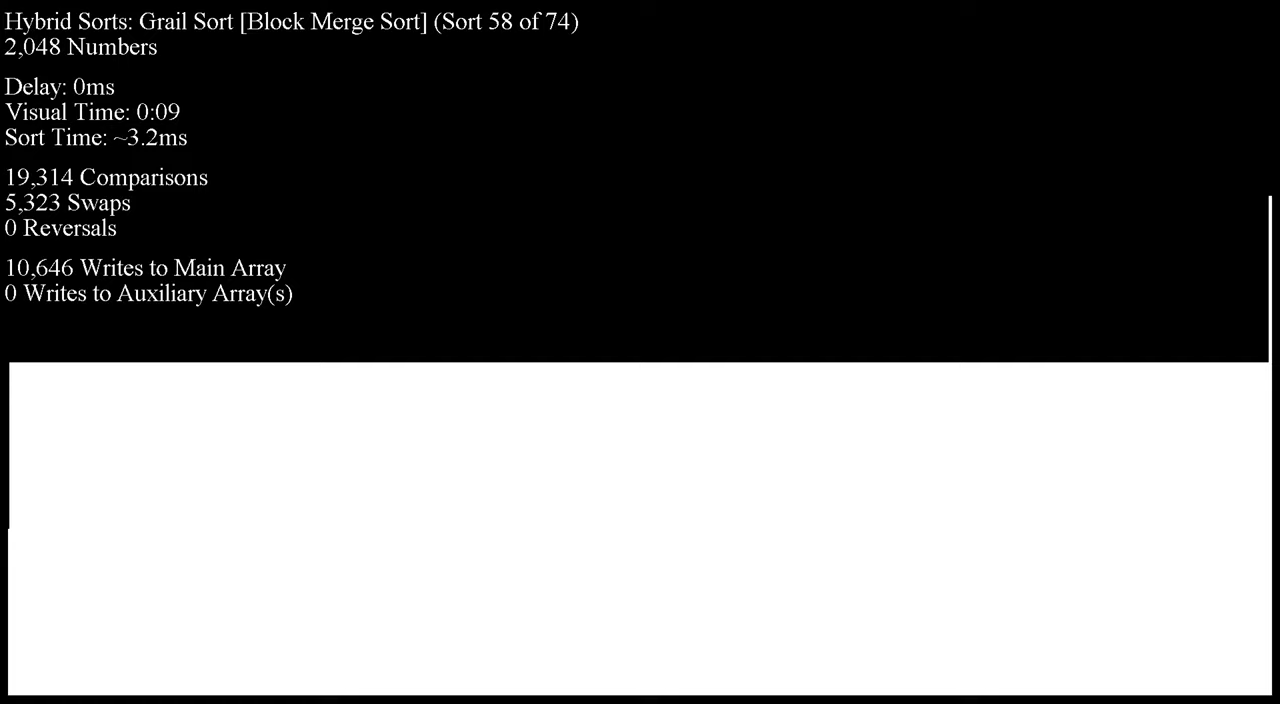 Hybrid Sorts: Grail Sort [Block Merge Sort] (Sort 58 of 74)
2,048 Numbers
Delay: 0ms
Visual Time: 0:09
Sort Time: ~3.2ms
19,314 Comparisons
5,323 Swaps
0 Reversals
10,646 Writes to Main Array
0 Writes to Auxiliary Array(s)